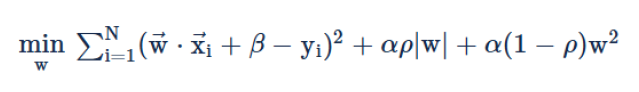 min_w ∑_{i=1}^{N} (w⃗ · x⃗_i + β − y_i)² + αρ|w| + α(1 − ρ)w²